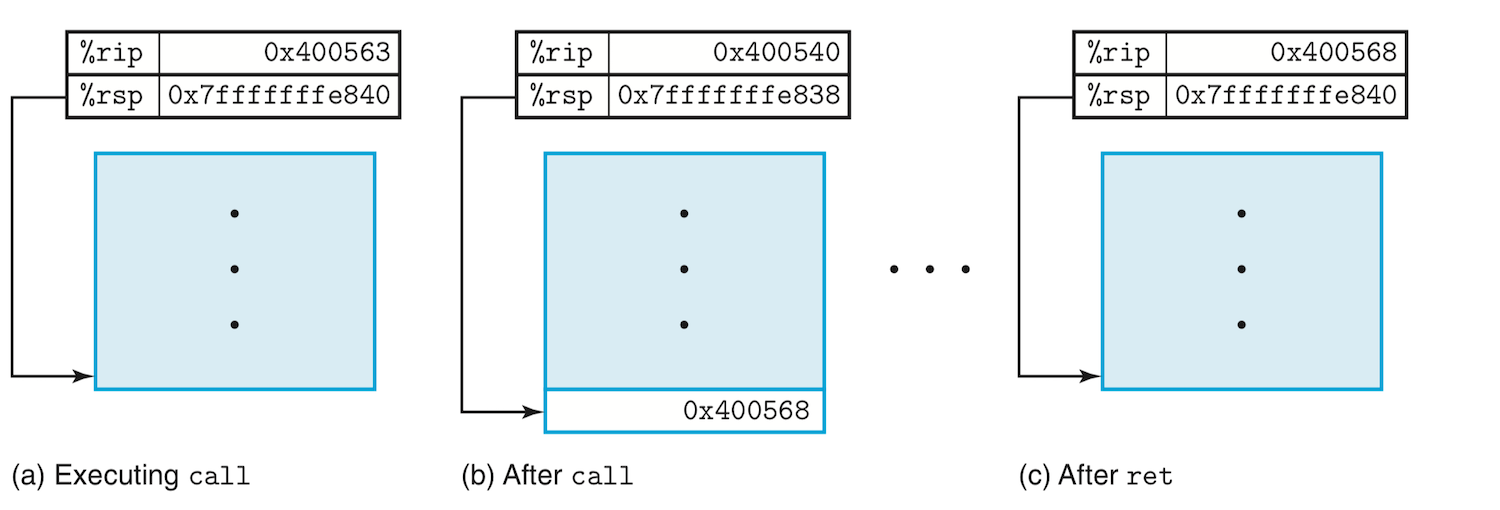 %rip 0x400563
%rsp 0x7fffffffe840
(a) Executing call
%rip 0x400540
%rsp 0x7fffffffe838
0x400568
(b) After call
%rip 0x400568
%rsp 0x7fffffffe840
(c) After ret